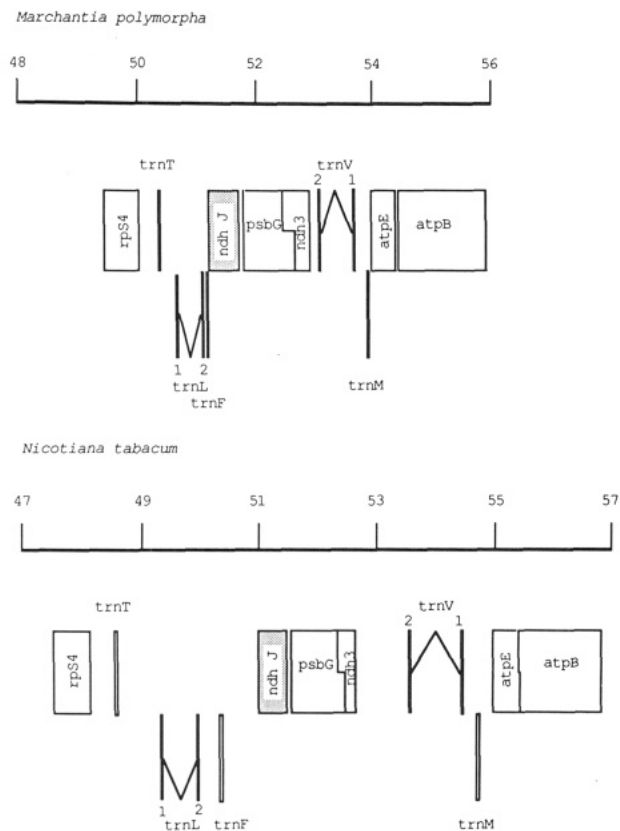 Marchantia polymorpha
48 50 52 54 56
trnT trnV
2 1
rpS4 ndh J psbG ndh3 atpE atpB
1 2
trnL trnM
trnF
Nicotiana tabacum
47 49 51 53 55 57
trnT trnV
2 1
rpS4 ndh J psbG ndh3 atpE atpB
1 2
trnL trnF trnM